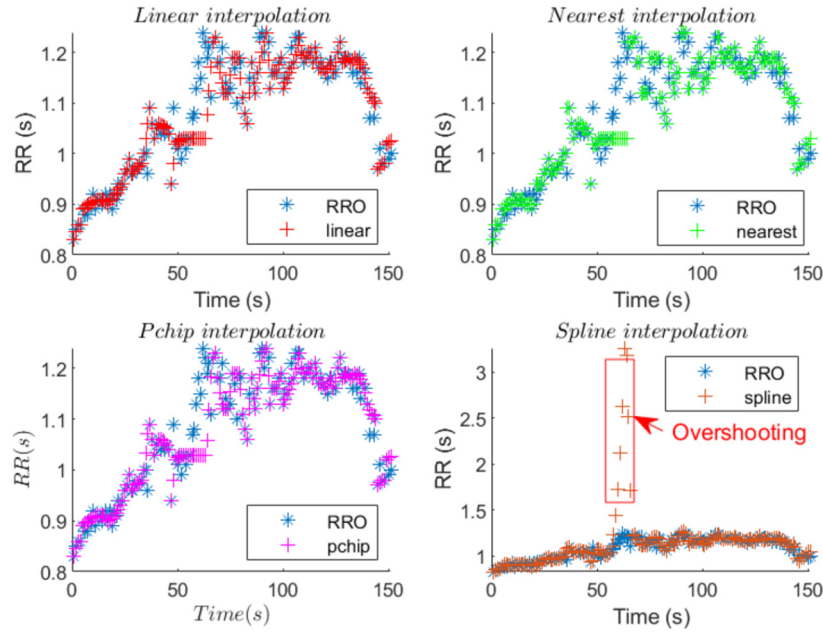 Linear interpolation
1.2
1.1
1
0.9
0.8
RR (s)
RRO
linear
0 50 100 150
Time (s)
Nearest interpolation
1.2
1.1
1
0.9
0.8
RR (s)
RRO
nearest
0 50 100 150
Time (s)
Pchip interpolation
1.2
1.1
1
0.9
0.8
RR(s)
RRO
pchip
0 50 100 150
Time(s)
Spline interpolation
3
2.5
2
1.5
1
RR (s)
RRO
spline
Overshooting
0 50 100 150
Time (s)